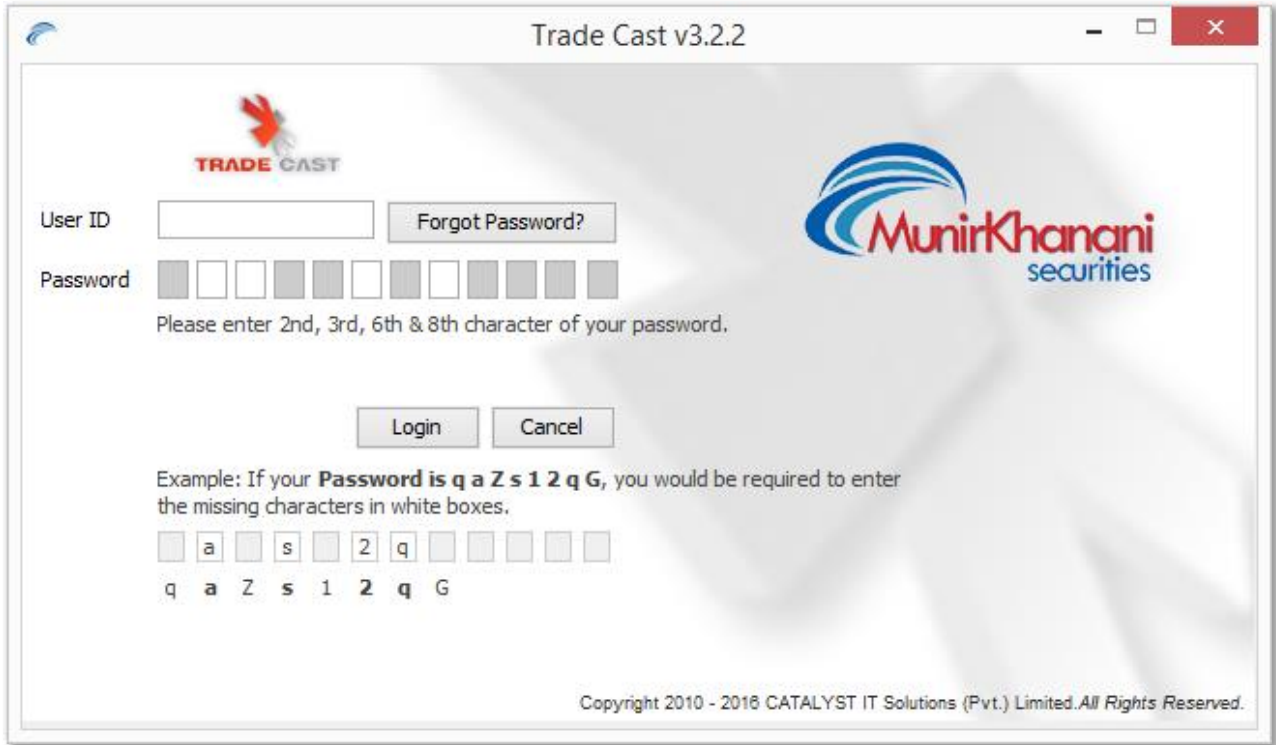 Trade Cast v3.2.2
TRADE CAST
MunirKhanani
securities
User ID
Forgot Password?
Password
Please enter 2nd, 3rd, 6th & 8th character of your password.
Login
Cancel
Example: If your Password is q a Z s 1 2 q G, you would be required to enter
the missing characters in white boxes.
a s 2 q
q a Z s 1 2 q G
Copyright 2010 - 2016 CATALYST IT Solutions (Pvt.) Limited.All Rights Reserved.